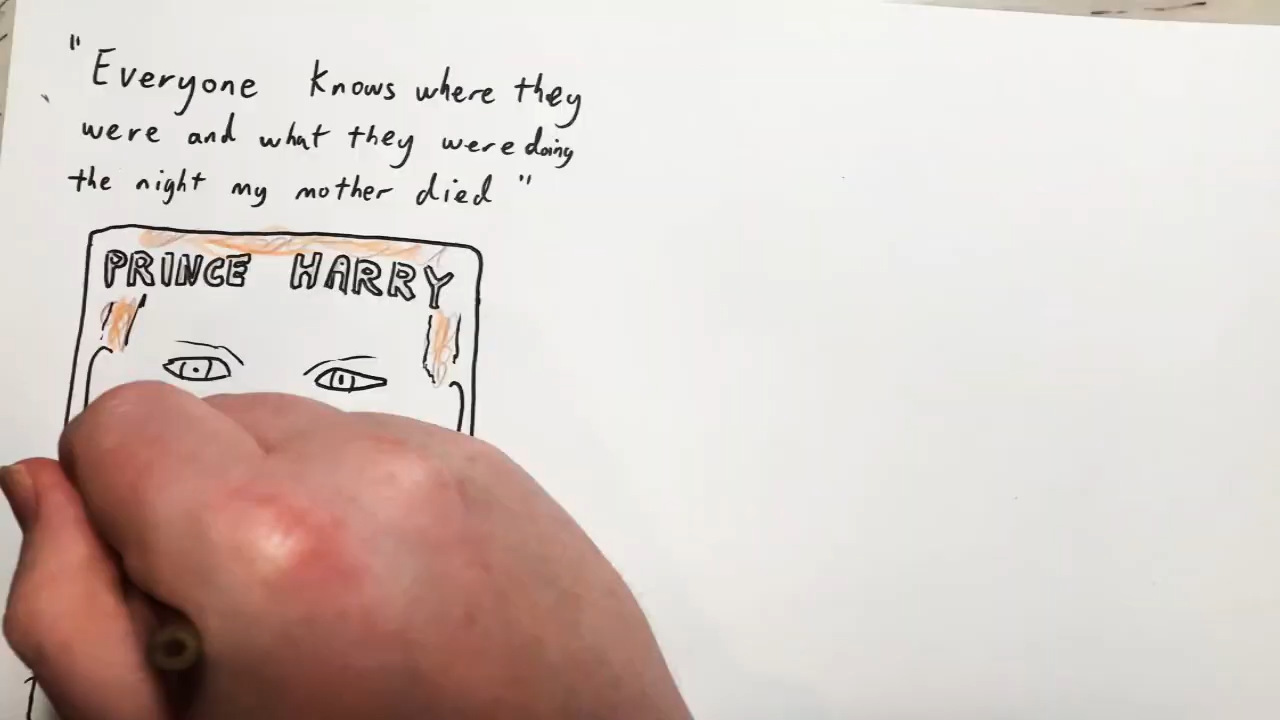 "Everyone knows where they
were and what they were doing
the night my mother died"
PRINCE HARRY